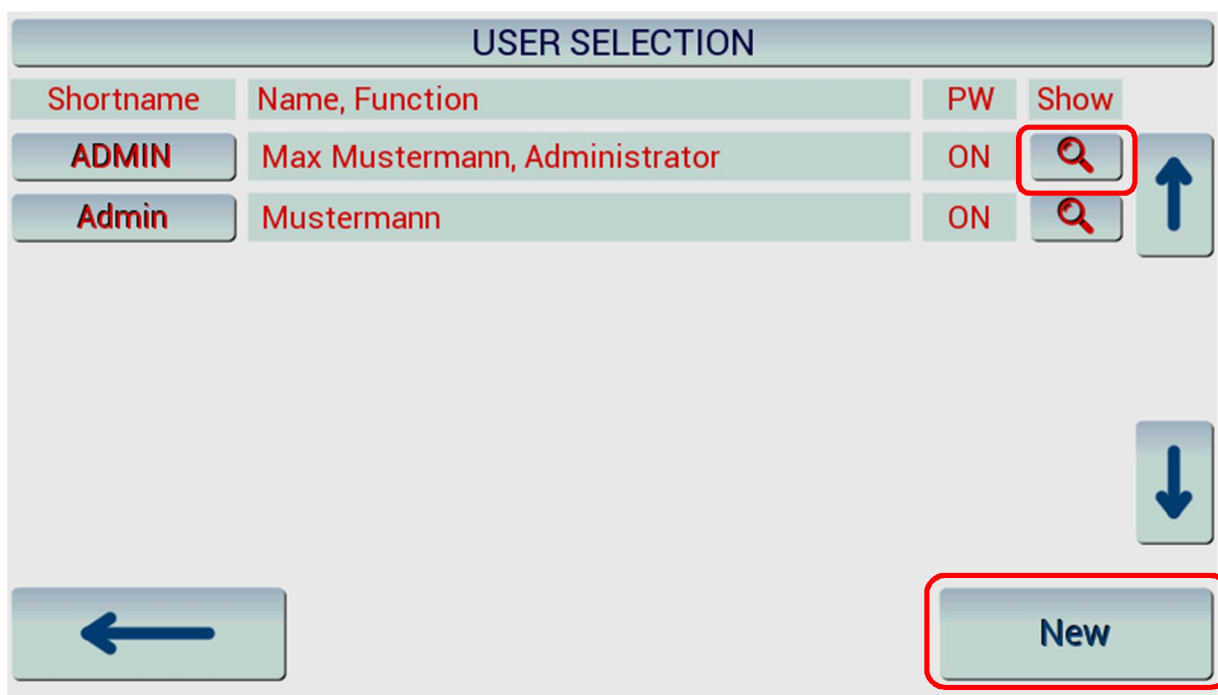 USER SELECTION
Shortname Name, Function PW Show
ADMIN Max Mustermann, Administrator ON
Admin Mustermann ON
New